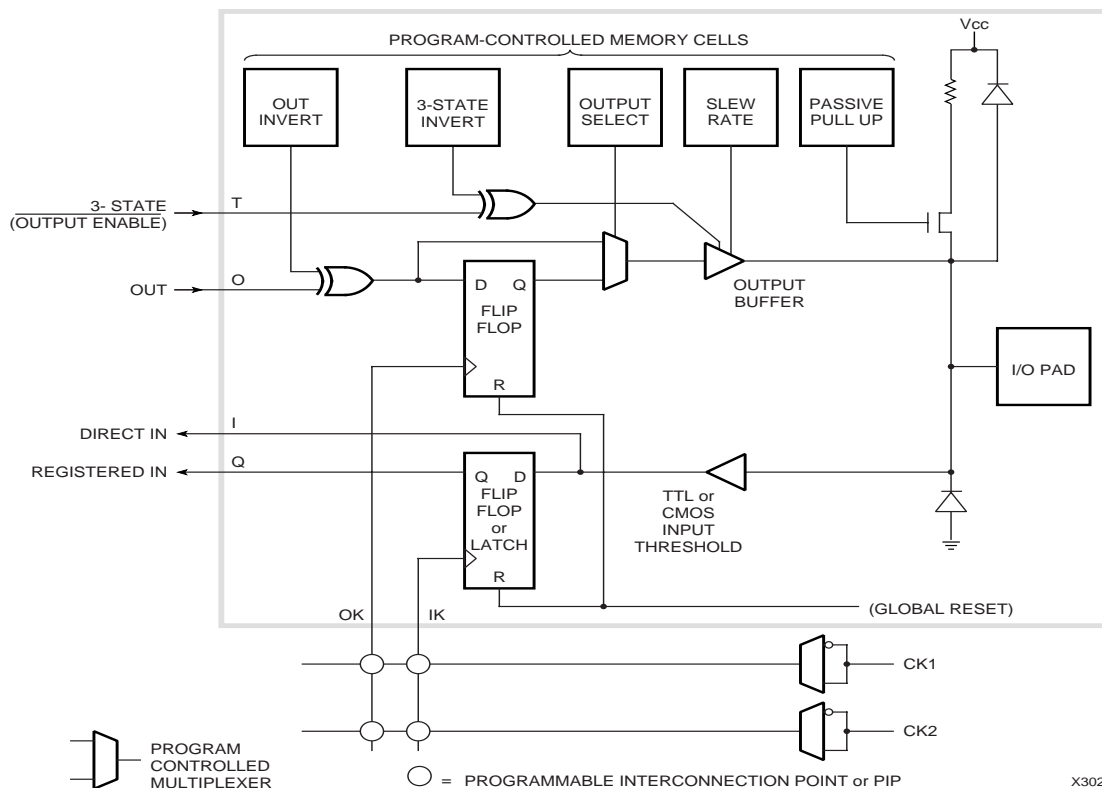 Vcc
PROGRAM-CONTROLLED MEMORY CELLS
OUT
INVERT
3-STATE
INVERT
OUTPUT
SELECT
SLEW
RATE
PASSIVE
PULL UP
3- STATE
(OUTPUT ENABLE)
T
OUT
O
D Q
FLIP
FLOP
R
OUTPUT
BUFFER
I/O PAD
DIRECT IN
I
REGISTERED IN
Q
Q D
FLIP
FLOP
or
LATCH
R
TTL or
CMOS
INPUT
THRESHOLD
(GLOBAL RESET)
OK
IK
CK1
CK2
PROGRAM
CONTROLLED
MULTIPLEXER
= PROGRAMMABLE INTERCONNECTION POINT or PIP
X302